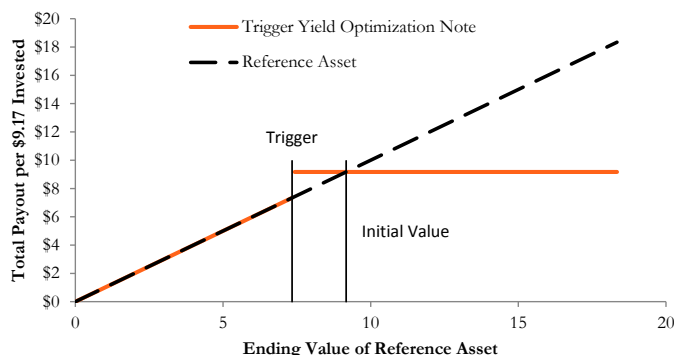 $20
$18
$16
$14
$12
$10
$8
$6
$4
$2
$0
Total Payout per $9.17 Invested
Trigger Yield Optimization Note
Reference Asset
Trigger
Initial Value
0
5
10
15
20
Ending Value of Reference Asset